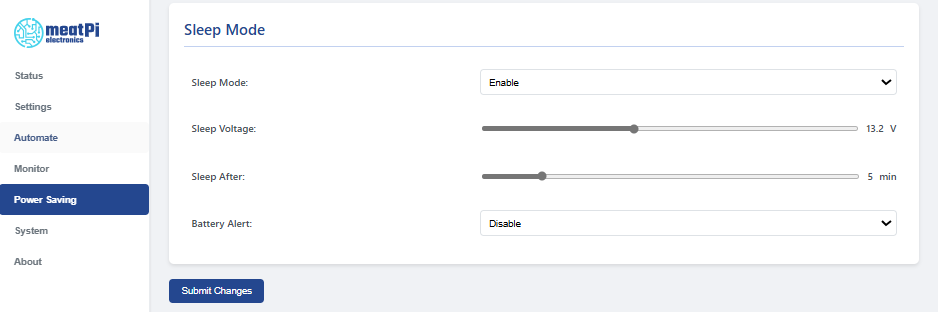 meatPi
electronics
Status
Settings
Automate
Monitor
Power Saving
System
About
Sleep Mode
Sleep Mode: Enable
Sleep Voltage: 13.2 V
Sleep After: 5 min
Battery Alert: Disable
Submit Changes